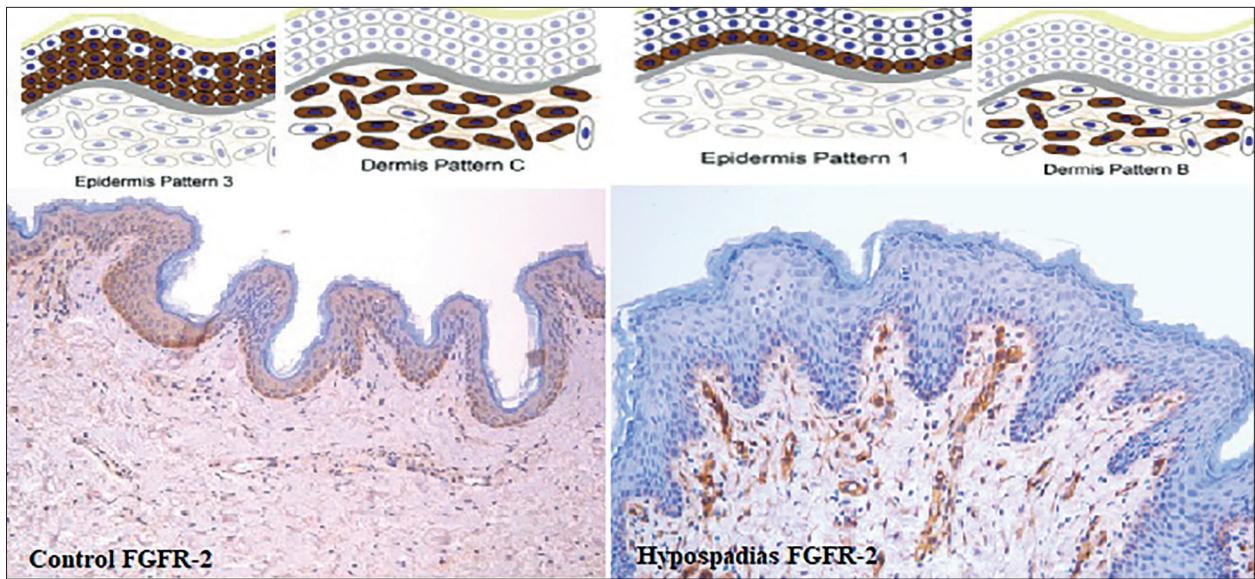 Epidermis Pattern 3
Dermis Pattern C
Epidermis Pattern 1
Dermis Pattern B
Control FGFR-2
Hypospadias FGFR-2